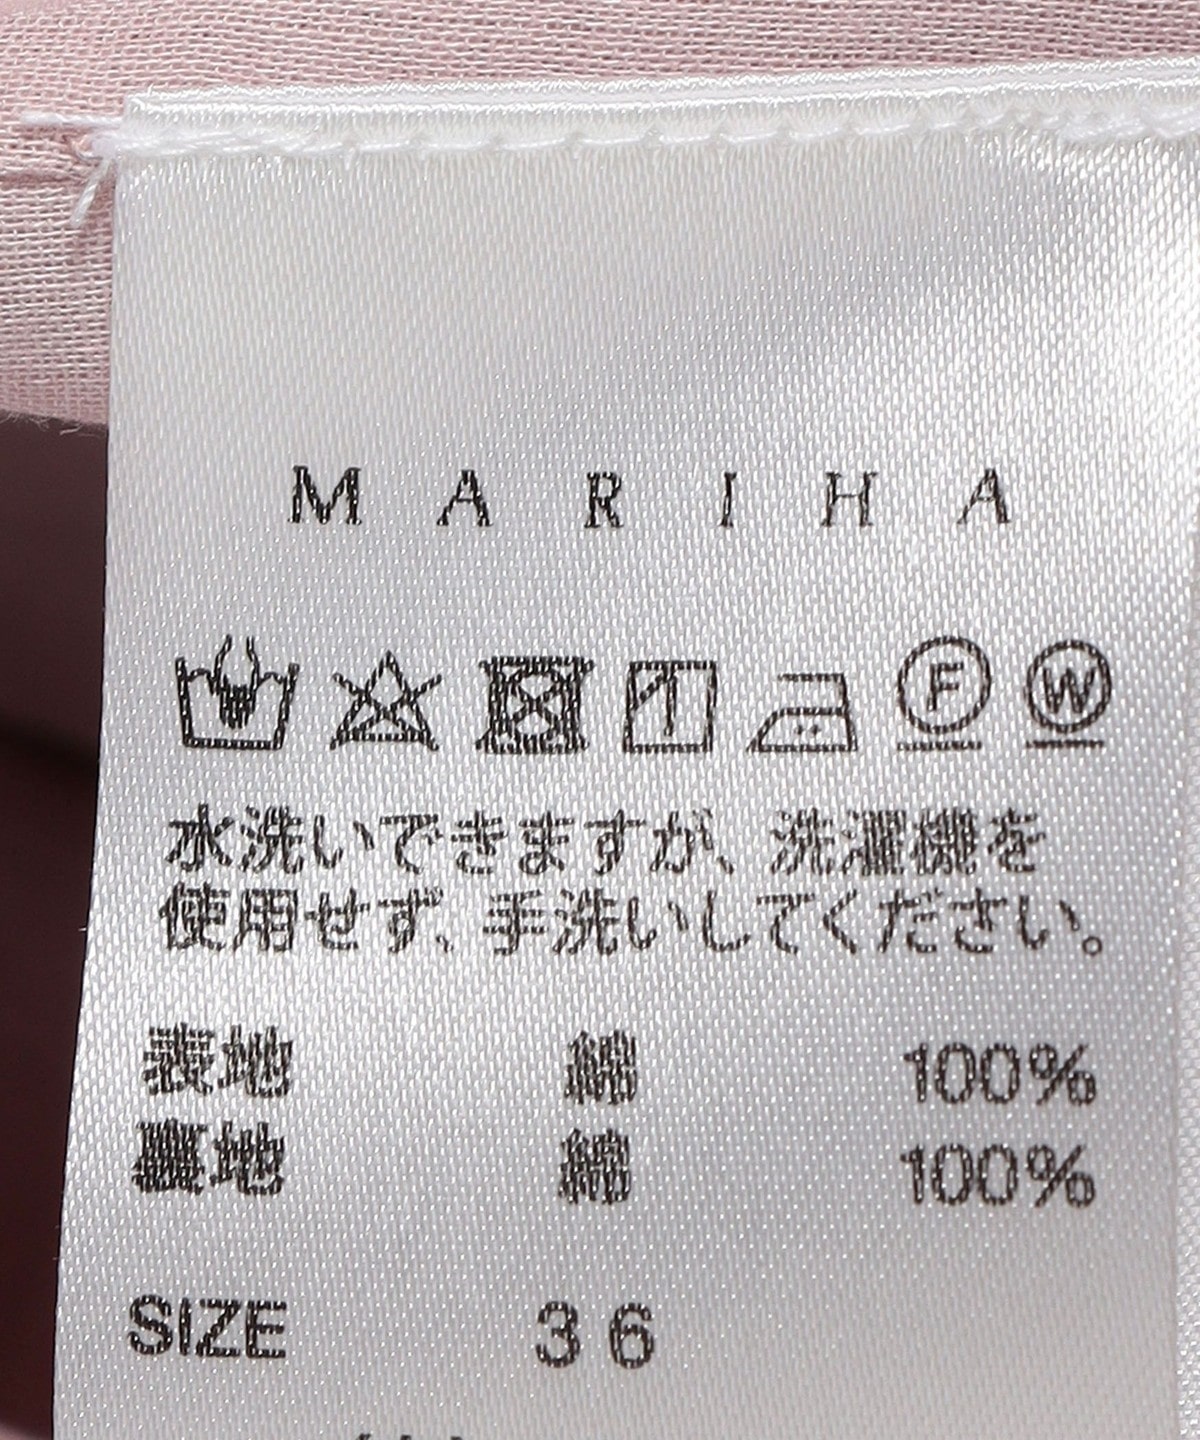 MARIHA
F W
水洗いできますが、洗濯機を
使用せず、手洗いしてください。
表地 綿 100%
裏地 綿 100%
SIZE 36